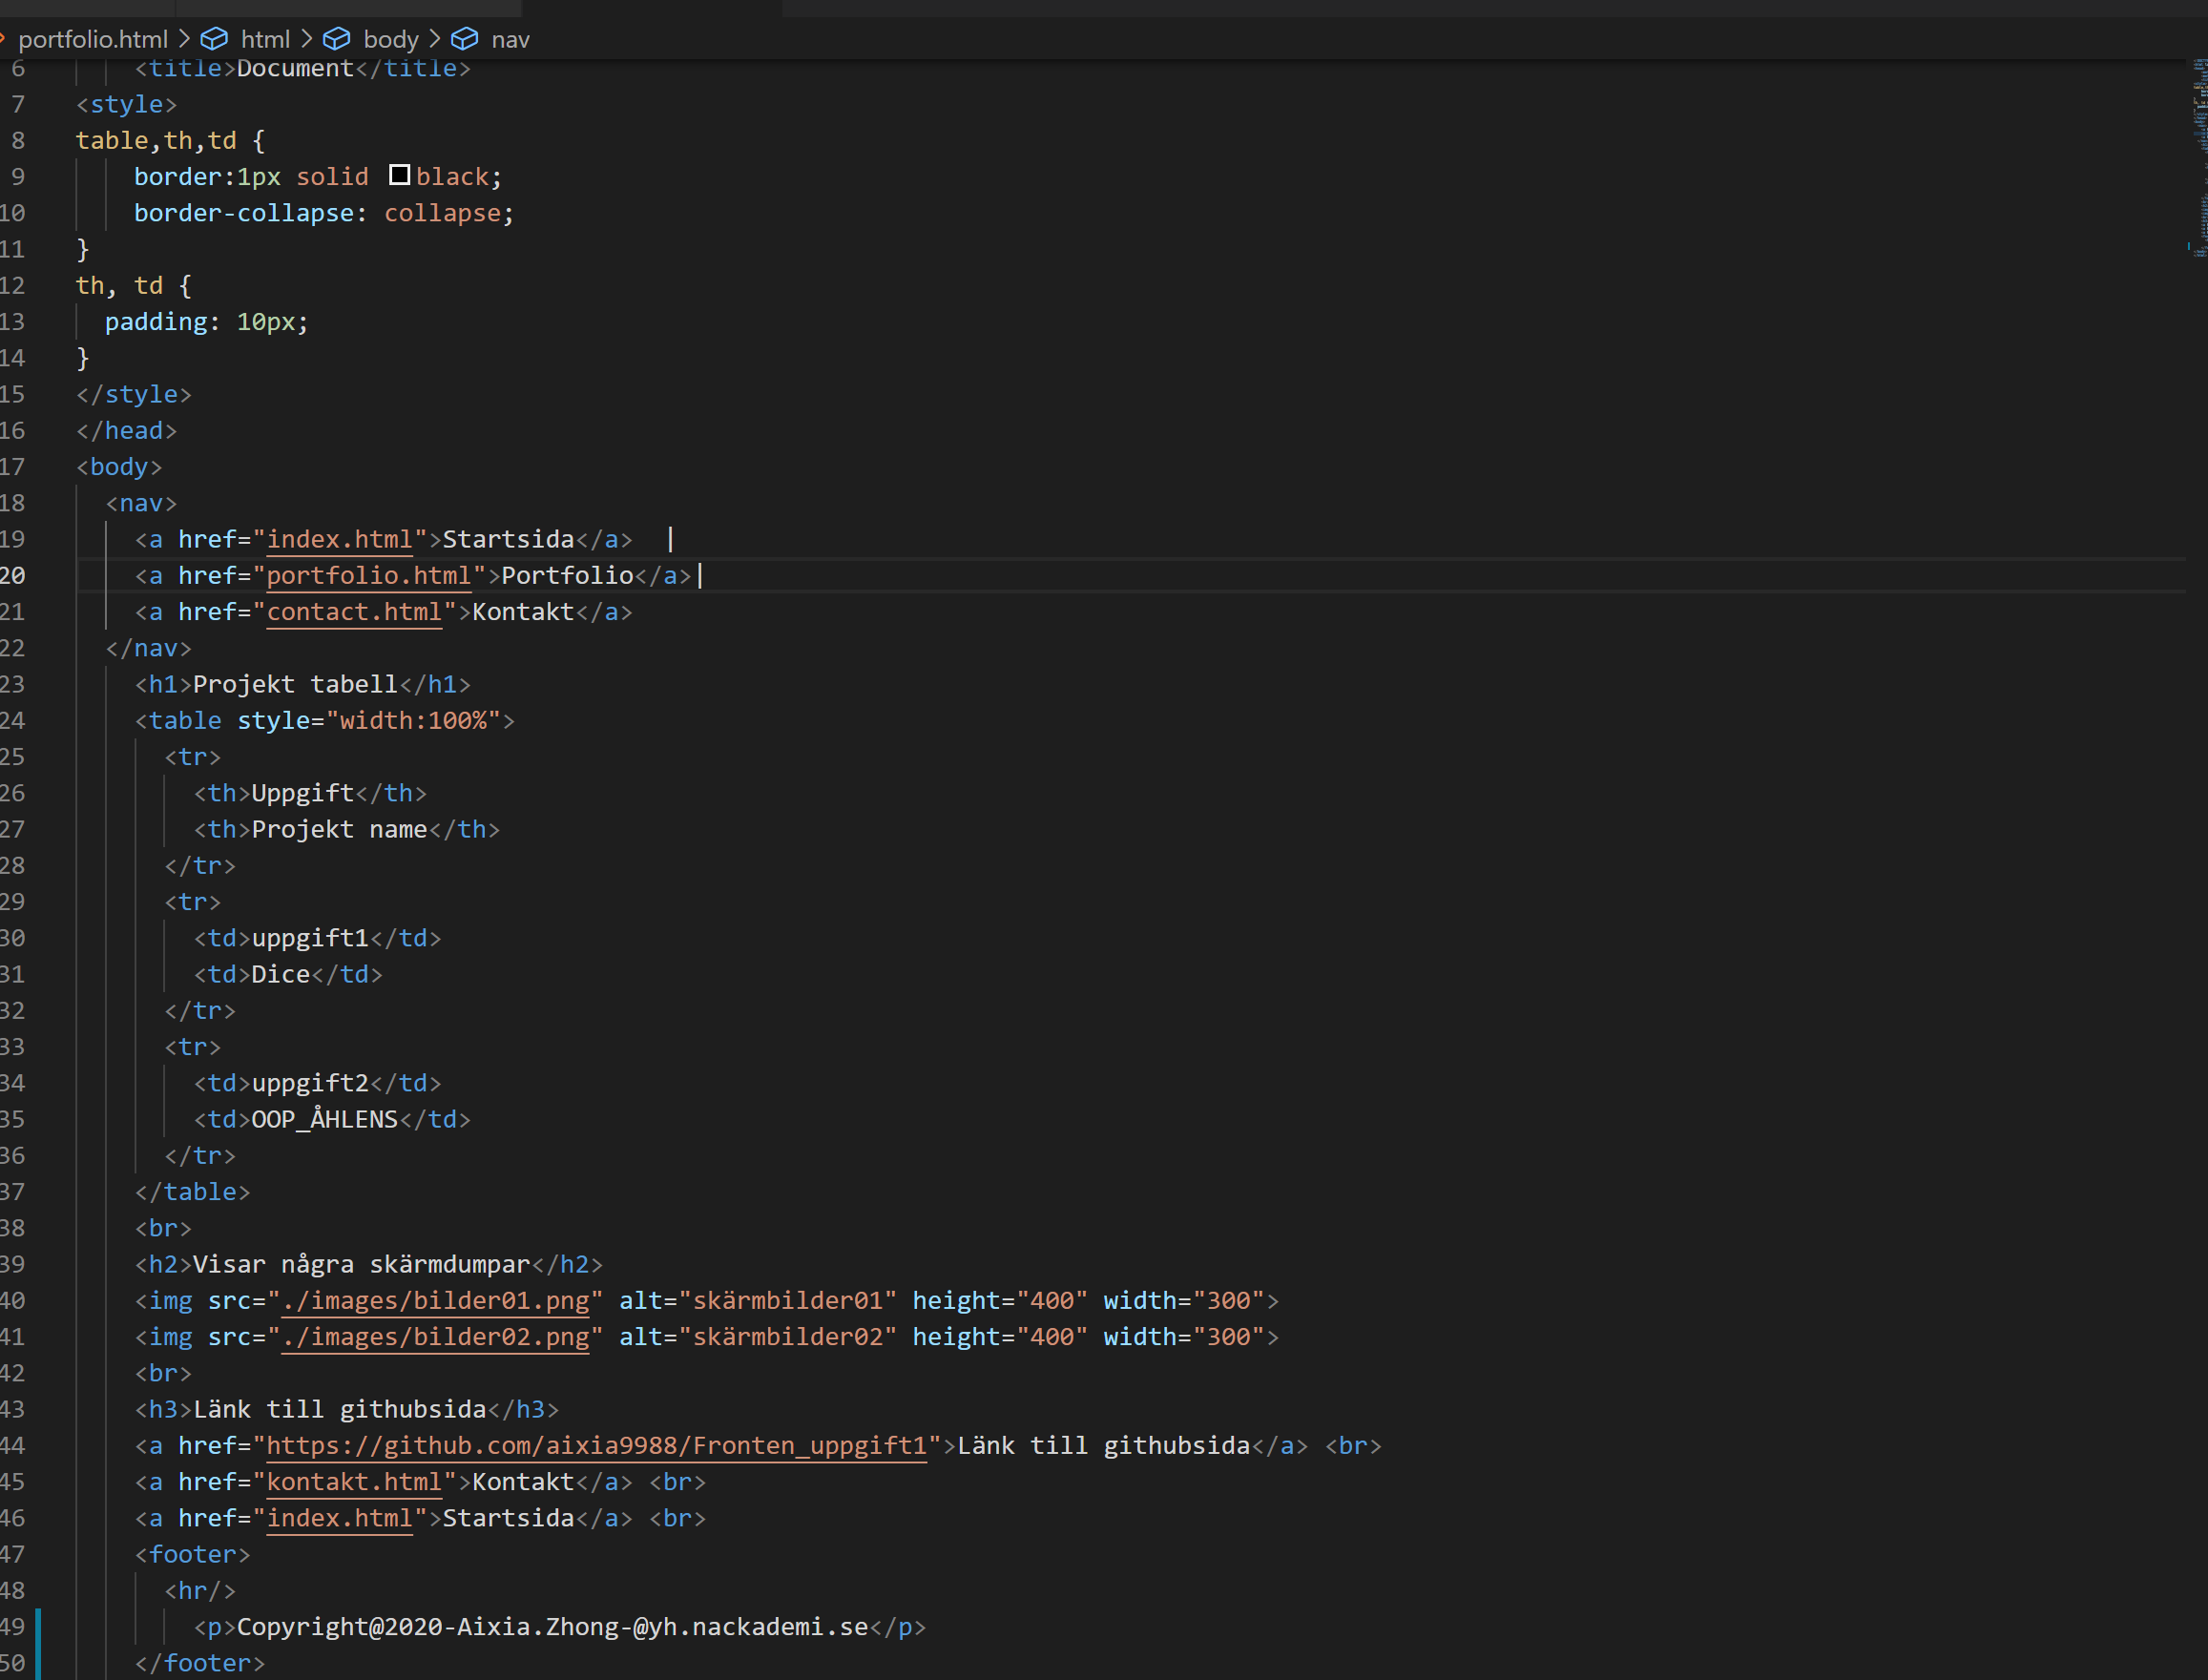 portfolio.html > html > body > nav
6 <title>Document</title>
7 <style>
8 table,th,td {
9 border:1px solid black;
10 border-collapse: collapse;
11 }
12 th, td {
13 padding: 10px;
14 }
15 </style>
16 </head>
17 <body>
18 <nav>
19 <a href="index.html">Startsida</a> |
20 <a href="portfolio.html">Portfolio</a>|
21 <a href="contact.html">Kontakt</a>
22 </nav>
23 <h1>Projekt tabell</h1>
24 <table style="width:100%">
25 <tr>
26 <th>Uppgift</th>
27 <th>Projekt name</th>
28 </tr>
29 <tr>
30 <td>uppgift1</td>
31 <td>Dice</td>
32 </tr>
33 <tr>
34 <td>uppgift2</td>
35 <td>OOP_ÅHLENS</td>
36 </tr>
37 </table>
38 <br>
39 <h2>Visar några skärmdumpar</h2>
40 <img src="./images/bilder01.png" alt="skärmbilder01" height="400" width="300">
41 <img src="./images/bilder02.png" alt="skärmbilder02" height="400" width="300">
42 <br>
43 <h3>Länk till githubsida</h3>
44 <a href="https://github.com/aixia9988/Fronten_uppgift1">Länk till githubsida</a> <br>
45 <a href="kontakt.html">Kontakt</a> <br>
46 <a href="index.html">Startsida</a> <br>
47 <footer>
48 <hr/>
49 <p>Copyright@2020-Aixia.Zhong-@yh.nackademi.se</p>
50 </footer>